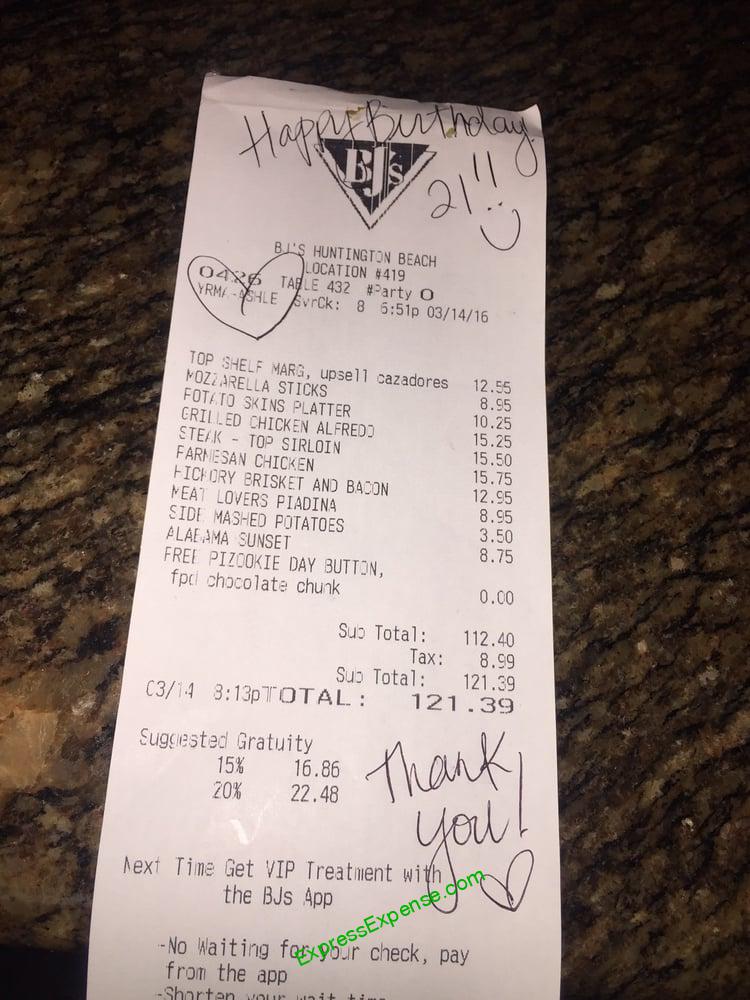 Happy Birthday
BJ's
21!!
BJ'S HUNTINGTON BEACH
LOCATION #419
0426 TABLE 432 #Party 0
YRMA-ASHLE SvrCk: 8 6:51p 03/14/16
TOP SHELF MARG, upsell cazadores 12.55
MOZZARELLA STICKS 8.95
POTATO SKINS PLATTER 10.25
GRILLED CHICKEN ALFREDO 15.25
STEAK - TOP SIRLOIN 15.50
PARMESAN CHICKEN 15.75
HICKORY BRISKET AND BACON 12.95
MEAT LOVERS PIADINA 8.95
SIDE MASHED POTATOES 3.50
ALABAMA SUNSET 8.75
FREE PIZOOKIE DAY BUTTON,
fpd chocolate chunk 0.00
Sub Total: 112.40
Tax: 8.99
Sub Total: 121.39
03/14 8:13pTOTAL: 121.39
Suggested Gratuity
15% 16.86
20% 22.48
Thank
you!
Next Time Get VIP Treatment with
the BJs App
ExpressExpense.com
-No Waiting for your check, pay
from the app
-Shorten your wait time